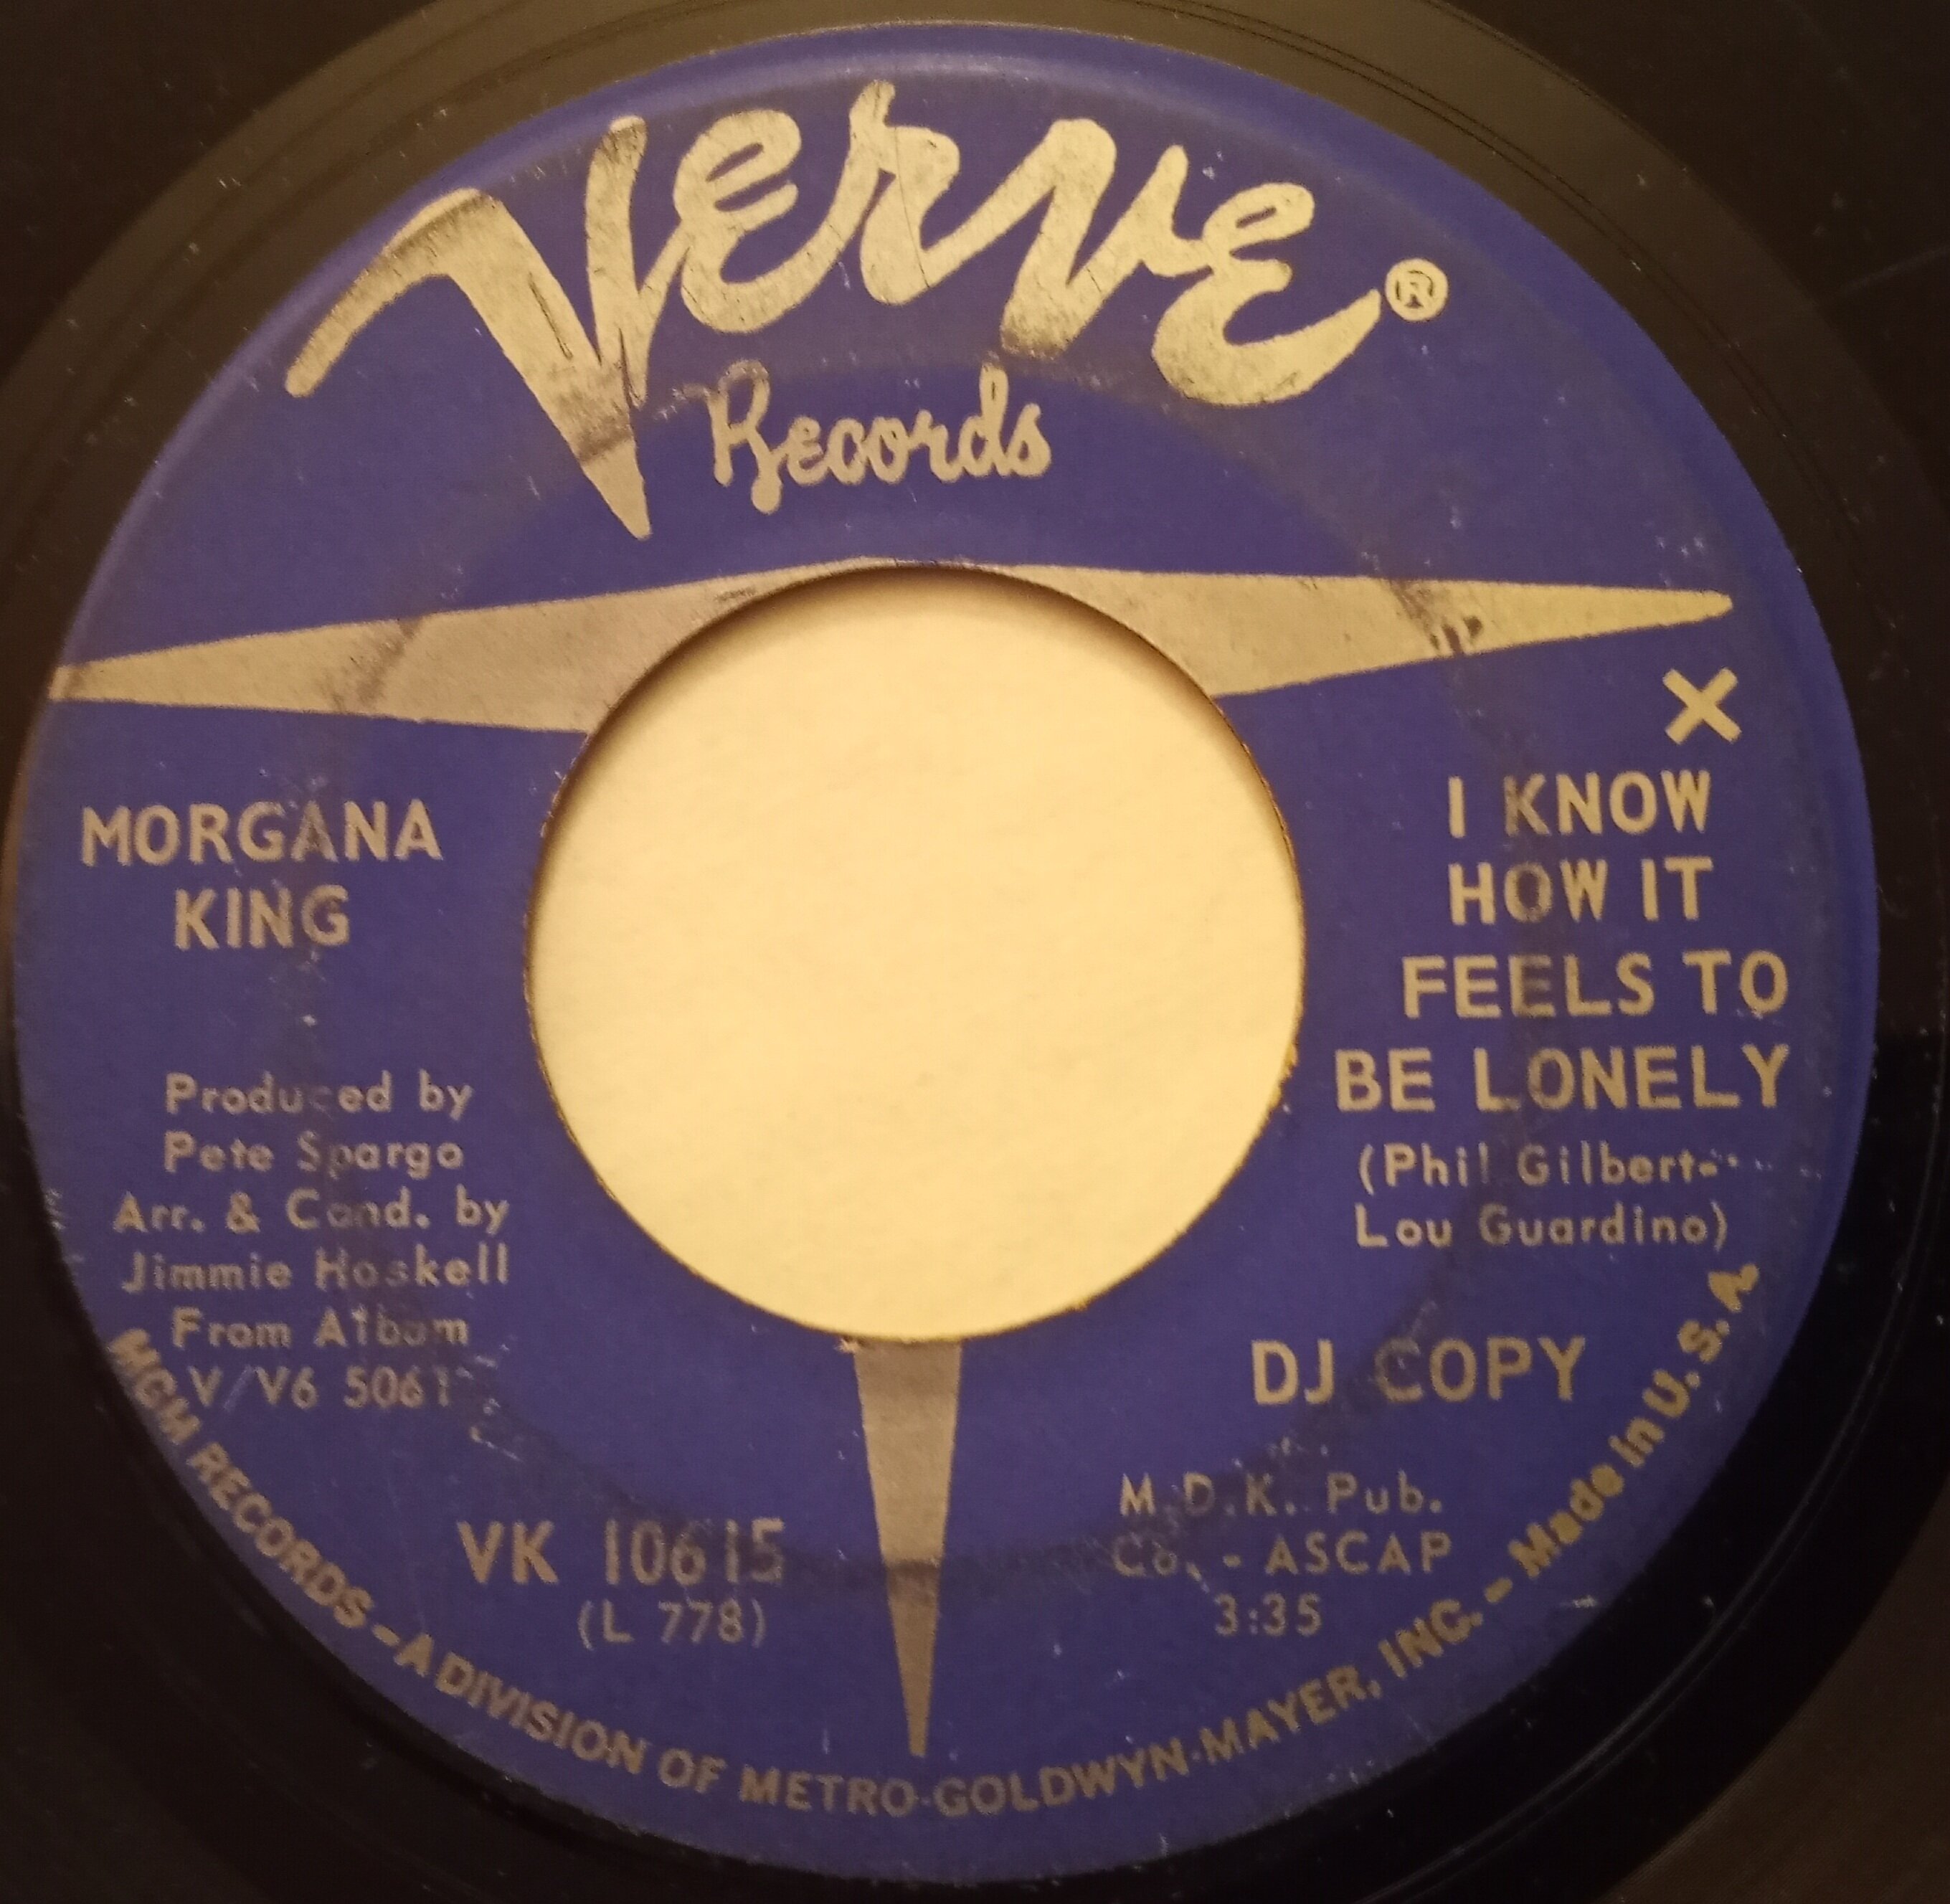 Verve®
Records
MORGANA
KING
Produced by
Pete Spargo
Arr. & Cond. by
Jimmie Haskell
From Album
V/V6 5061
X
I KNOW
HOW IT
FEELS TO
BE LONELY
(Phil Gilbert-
Lou Guardino)
DJ COPY
VK 10615
(L 778)
M.D.K. Pub.
Co. - ASCAP
3:35
MGM RECORDS - A DIVISION OF METRO-GOLDWYN-MAYER, INC. - Made in U.S.A.